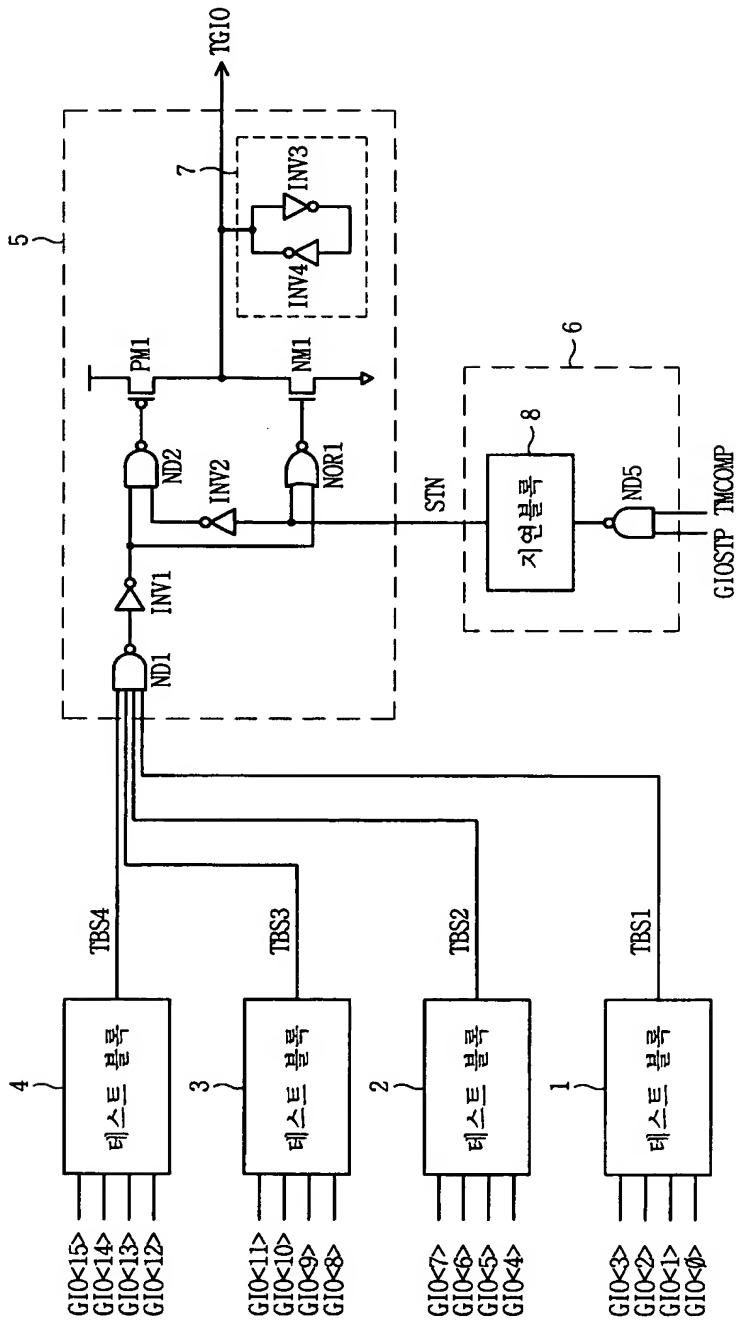 GIO<15>
GIO<14>
GIO<13>
GIO<12>
4
테스트 블록
TBS4
GIO<11>
GIO<10>
GIO<9>
GIO<8>
3
테스트 블록
TBS3
GIO<7>
GIO<6>
GIO<5>
GIO<4>
2
테스트 블록
TBS2
GIO<3>
GIO<2>
GIO<1>
GIO<0>
1
테스트 블록
TBS1
5
ND1
INV1
ND2
INV2
NOR1
PM1
NM1
7
INV4
INV3
TGIO
STN
6
8
지연블록
ND5
GIOSTP
TMCOMP